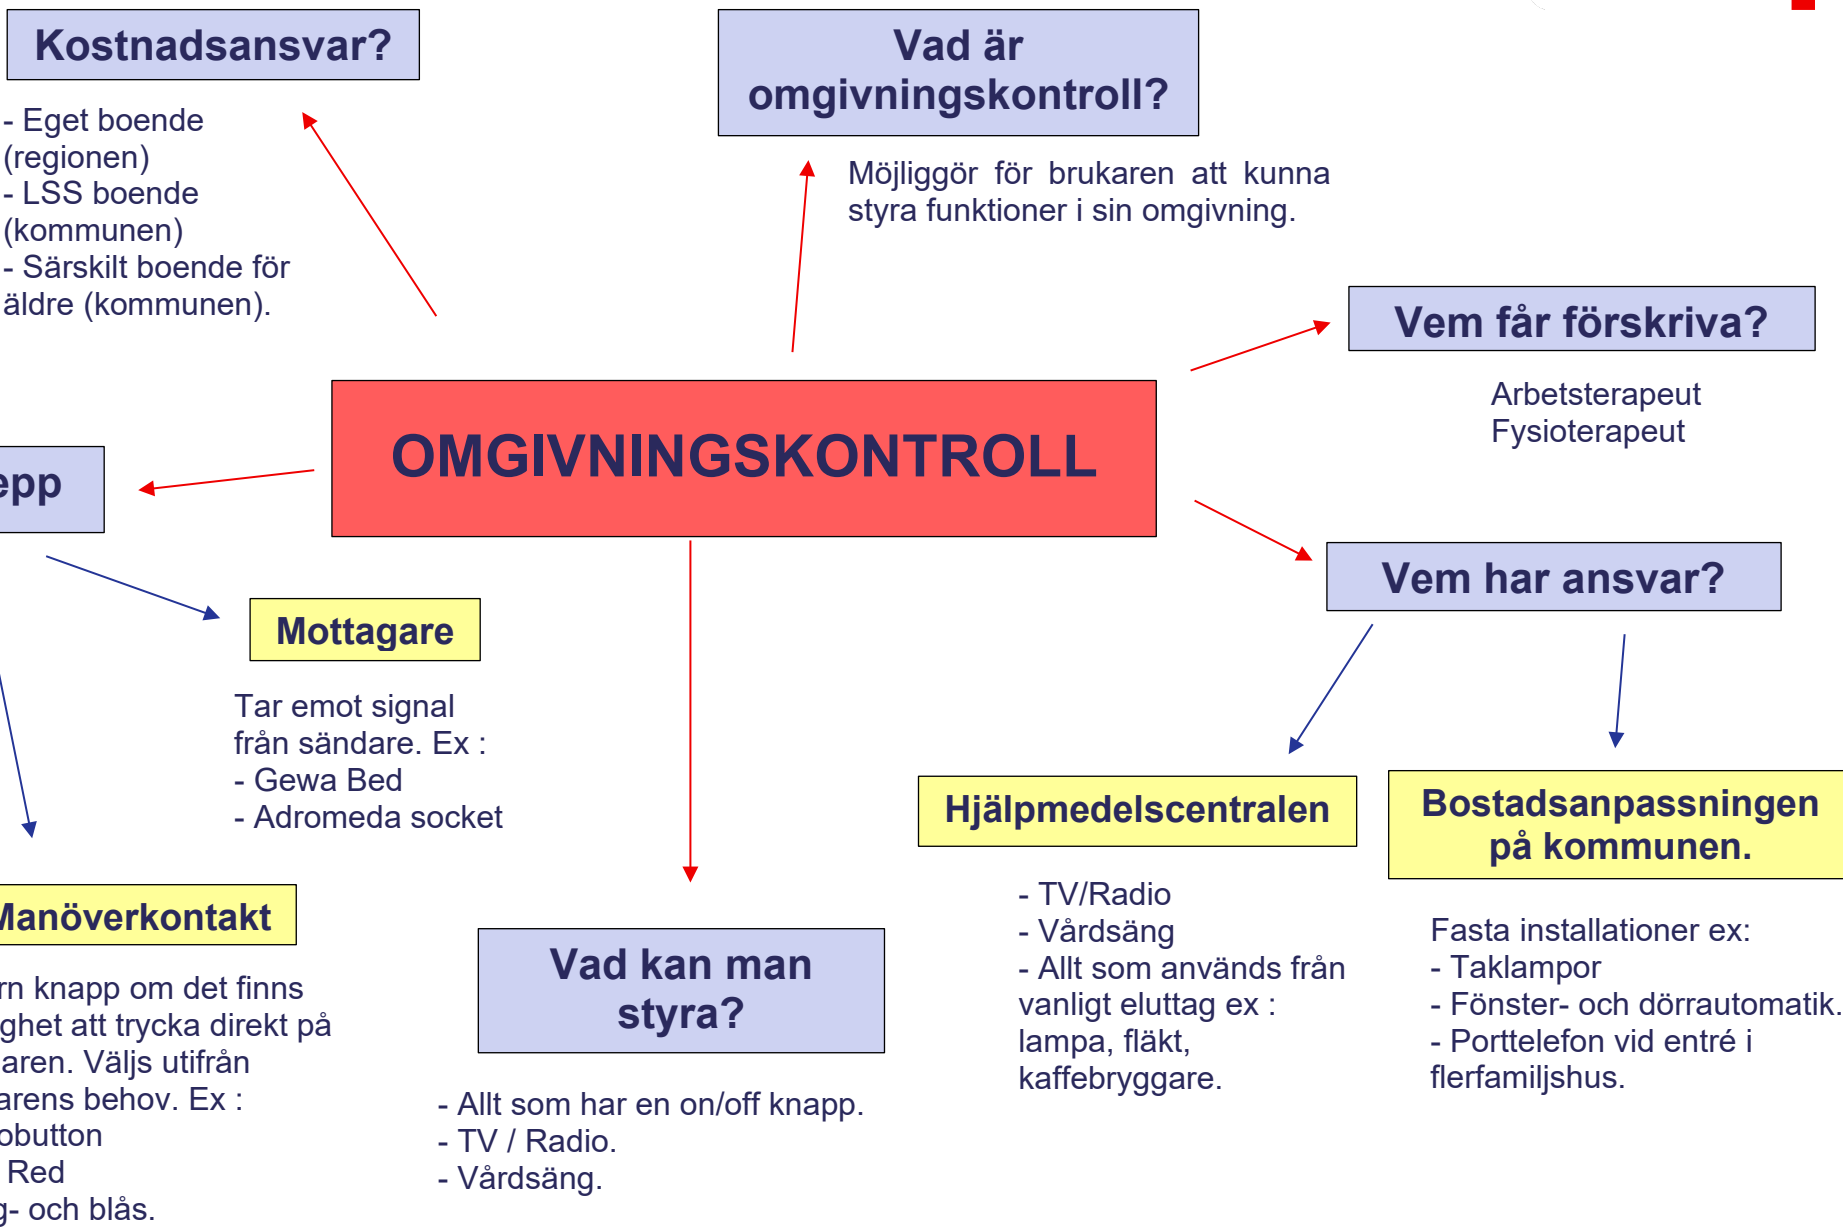 Kostnadsansvar?
- Eget boende
(regionen)
- LSS boende
(kommunen)
- Särskilt boende för
äldre (kommunen).
Vad är
omgivningskontroll?
Möjliggör för brukaren att kunna
styra funktioner i sin omgivning.
Vem får förskriva?
Arbetsterapeut
Fysioterapeut
OMGIVNINGSKONTROLL
epp
Mottagare
Tar emot signal
från sändare. Ex :
- Gewa Bed
- Adromeda socket
Manöverkontakt
rn knapp om det finns
ghet att trycka direkt på
aren. Väljs utifrån
arens behov. Ex :
obutton
Red
g- och blås.
Vad kan man
styra?
- Allt som har en on/off knapp.
- TV / Radio.
- Vårdsäng.
Vem har ansvar?
Hjälpmedelscentralen
- TV/Radio
- Vårdsäng
- Allt som används från
vanligt eluttag ex :
lampa, fläkt,
kaffebryggare.
Bostadsanpassningen
på kommunen.
Fasta installationer ex:
- Taklampor
- Fönster- och dörrautomatik.
- Porttelefon vid entré i
flerfamiljshus.